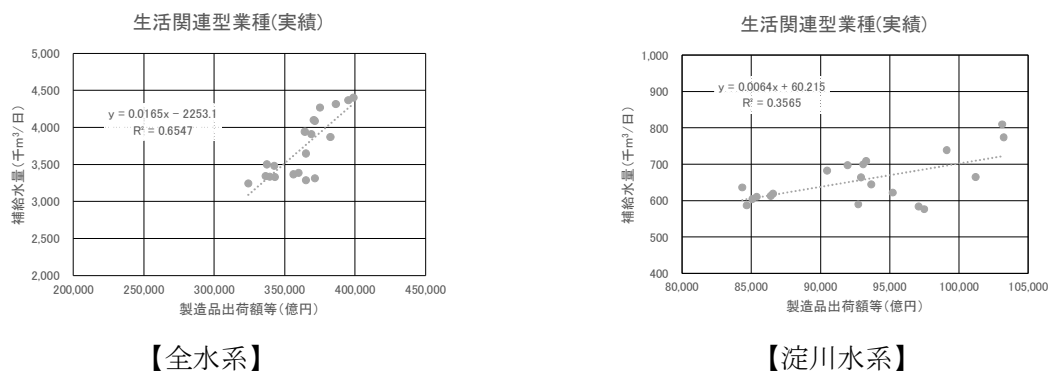 生活関連型業種(実績)
5,000
4,500
4,000
3,500
3,000
2,500
2,000
補給水量(千m³/日)
y = 0.0165x − 2253.1
R² = 0.6547
200,000 250,000 300,000 350,000 400,000 450,000
製造品出荷額等(億円)
【全水系】
生活関連型業種(実績)
1,000
900
800
700
600
500
400
補給水量(千m³/日)
y = 0.0064x + 60.215
R² = 0.3565
80,000 85,000 90,000 95,000 100,000 105,000
製造品出荷額等(億円)
【淀川水系】